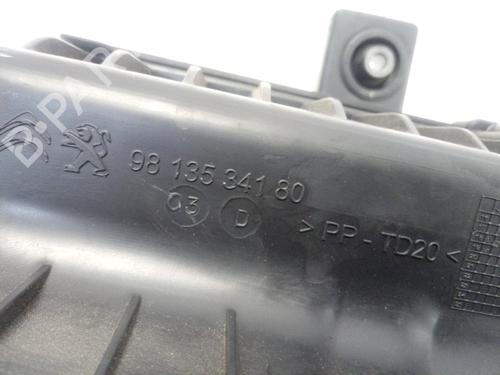 B-PARTS
98 135 341 80
03 D
> PP - TD20 <